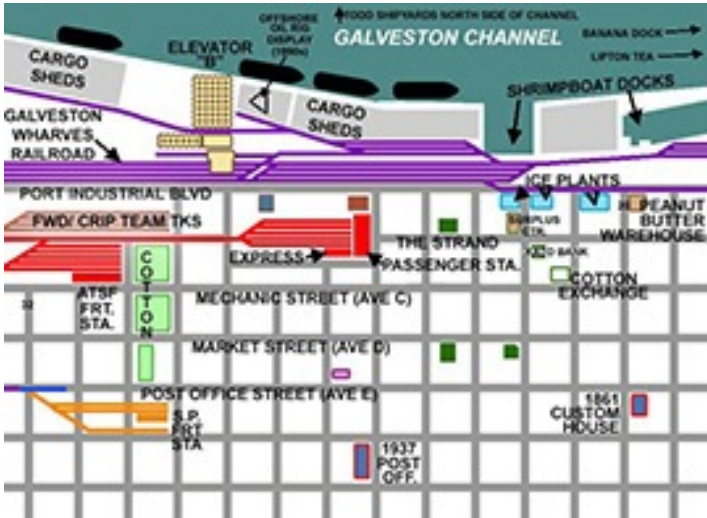 TODD SHIPYARDS NORTH SIDE OF CHANNEL
GALVESTON CHANNEL
BANANA DOCK
LIPTON TEA
OFFSHORE
OIL RIG
DISPLAY
(1990s)
ELEVATOR
"B"
CARGO
SHEDS
CARGO
SHEDS
SHRIMPBOAT DOCKS
GALVESTON
WHARVES
RAILROAD
ICE PLANTS
PORT INDUSTRIAL BLVD
FWD/ CRIP TEAM TKS
SURPLUS
PEANUT
BUTTER
WAREHOUSE
EXPRESS
THE STRAND
PASSENGER STA.
BANK
COTTON
EXCHANGE
COTTON
ATSF
FRT.
STA.
MECHANIC STREET (AVE C)
MARKET STREET (AVE D)
POST OFFICE STREET (AVE E)
S.P.
FRT
STA
1861
CUSTOM
HOUSE
1937
POST
OFF.